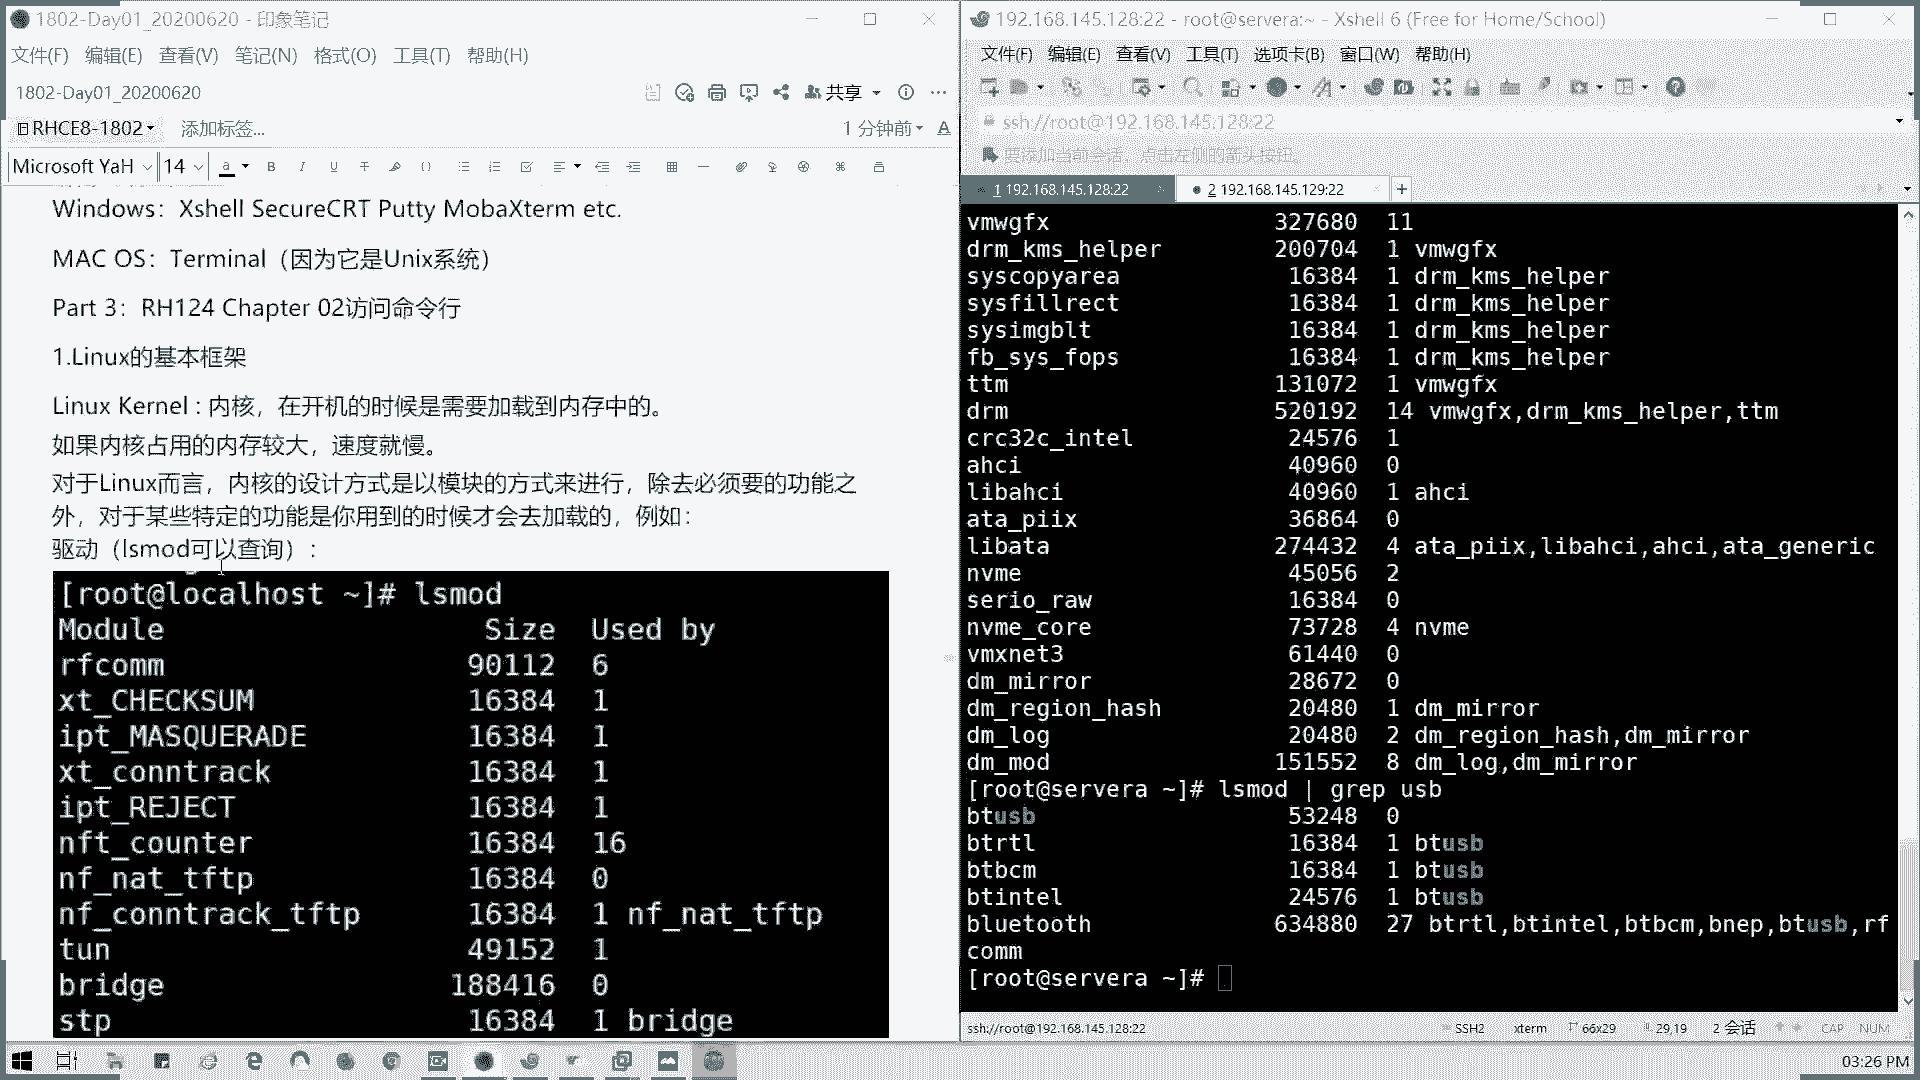 1802-Day01_20200620 - 印象笔记
文件(F) 编辑(E) 查看(V) 笔记(N) 格式(O) 工具(T) 帮助(H)
1802-Day01_20200620
共享
RHCE8-1802 添加标签...
1 分钟前
Microsoft YaH 14
Windows：Xshell SecureCRT Putty MobaXterm etc.
MAC OS：Terminal（因为它是Unix系统）
Part 3：RH124 Chapter 02访问命令行
1.Linux的基本框架
Linux Kernel : 内核，在开机的时候是需要加载到内存中的。
如果内核占用的内存较大，速度就慢。
对于Linux而言，内核的设计方式是以模块的方式来进行，除去必须要的功能之
外，对于某些特定的功能是你用到的时候才会去加载的，例如：
驱动（lsmod可以查询）：
[root@localhost ~]# lsmod
Module Size Used by
rfcomm 90112 6
xt_CHECKSUM 16384 1
ipt_MASQUERADE 16384 1
xt_conntrack 16384 1
ipt_REJECT 16384 1
nft_counter 16384 16
nf_nat_tftp 16384 0
nf_conntrack_tftp 16384 1 nf_nat_tftp
tun 49152 1
bridge 188416 0
stp 16384 1 bridge
192.168.145.128:22 - root@servera:~ - Xshell 6 (Free for Home/School)
文件(F) 编辑(E) 查看(V) 工具(T) 选项卡(B) 窗口(W) 帮助(H)
ssh://root@192.168.145.128:22
要添加当前会话，点击左侧的箭头按钮。
1 192.168.145.128:22
2 192.168.145.129:22
vmwgfx 327680 11
drm_kms_helper 200704 1 vmwgfx
syscopyarea 16384 1 drm_kms_helper
sysfillrect 16384 1 drm_kms_helper
sysimgblt 16384 1 drm_kms_helper
fb_sys_fops 16384 1 drm_kms_helper
ttm 131072 1 vmwgfx
drm 520192 14 vmwgfx,drm_kms_helper,ttm
crc32c_intel 24576 1
ahci 40960 0
libahci 40960 1 ahci
ata_piix 36864 0
libata 274432 4 ata_piix,libahci,ahci,ata_generic
nvme 45056 2
serio_raw 16384 0
nvme_core 73728 4 nvme
vmxnet3 61440 0
dm_mirror 28672 0
dm_region_hash 20480 1 dm_mirror
dm_log 20480 2 dm_region_hash,dm_mirror
dm_mod 151552 8 dm_log,dm_mirror
[root@servera ~]# lsmod | grep usb
btusb 53248 0
btrtl 16384 1 btusb
btbcm 16384 1 btusb
btintel 24576 1 btusb
bluetooth 634880 27 btrtl,btintel,btbcm,bnep,btusb,rf
comm
[root@servera ~]#
ssh://root@192.168.145.128:22 SSH2 xterm 66x29 29,19 2 会话 CAP NUM
03:26 PM